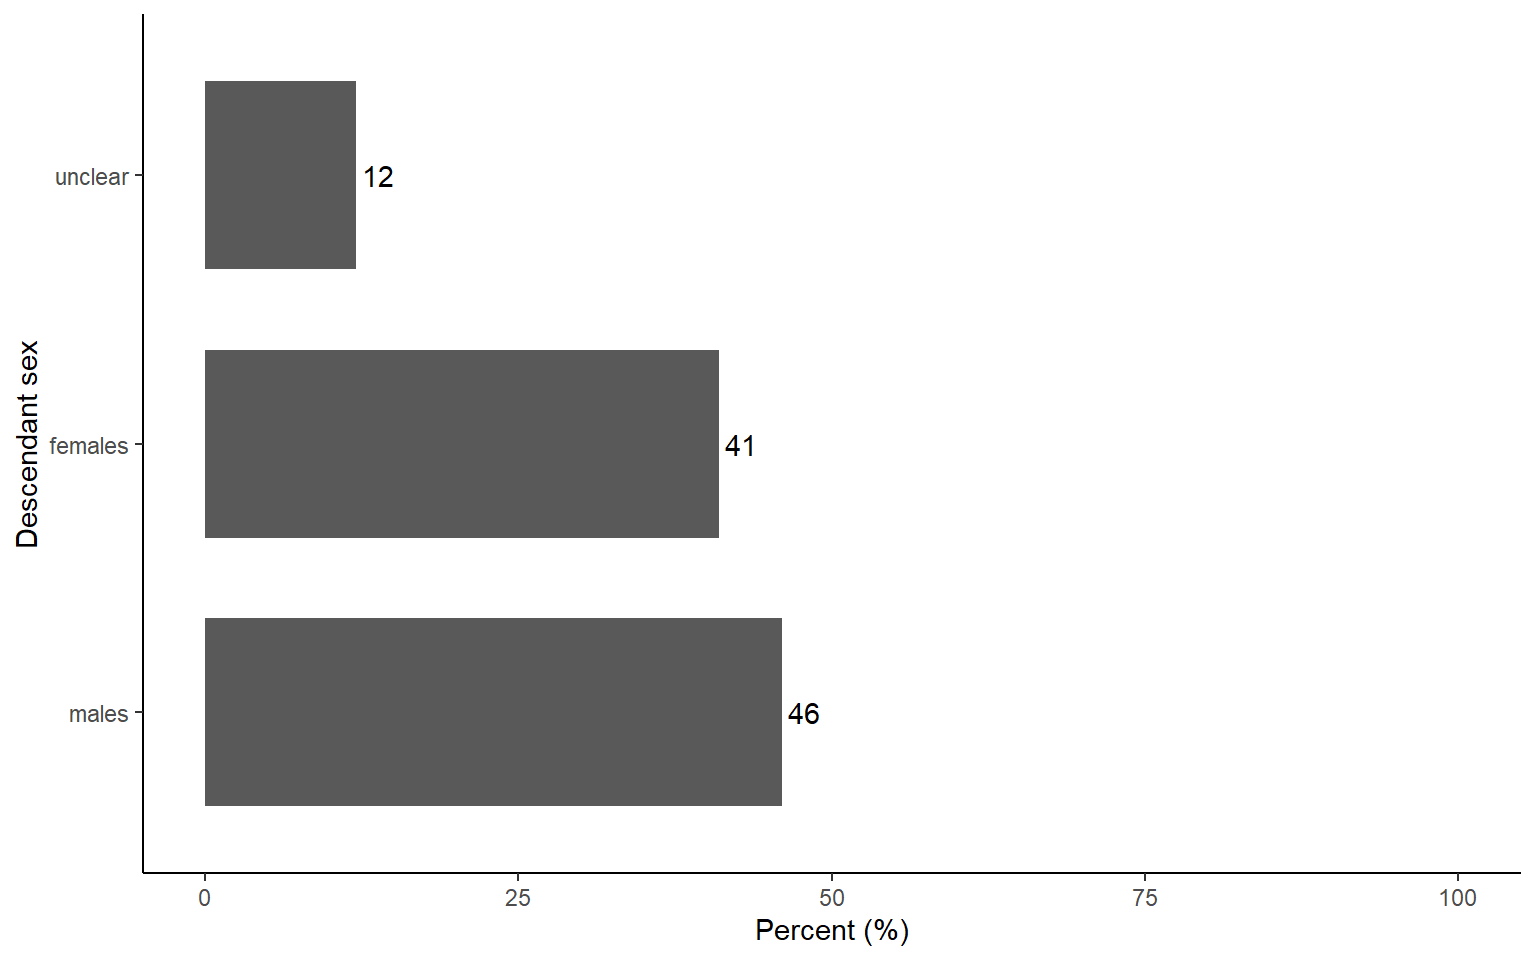 Descendant sex
unclear
12
females
41
males
46
0 25 50 75 100
Percent (%)